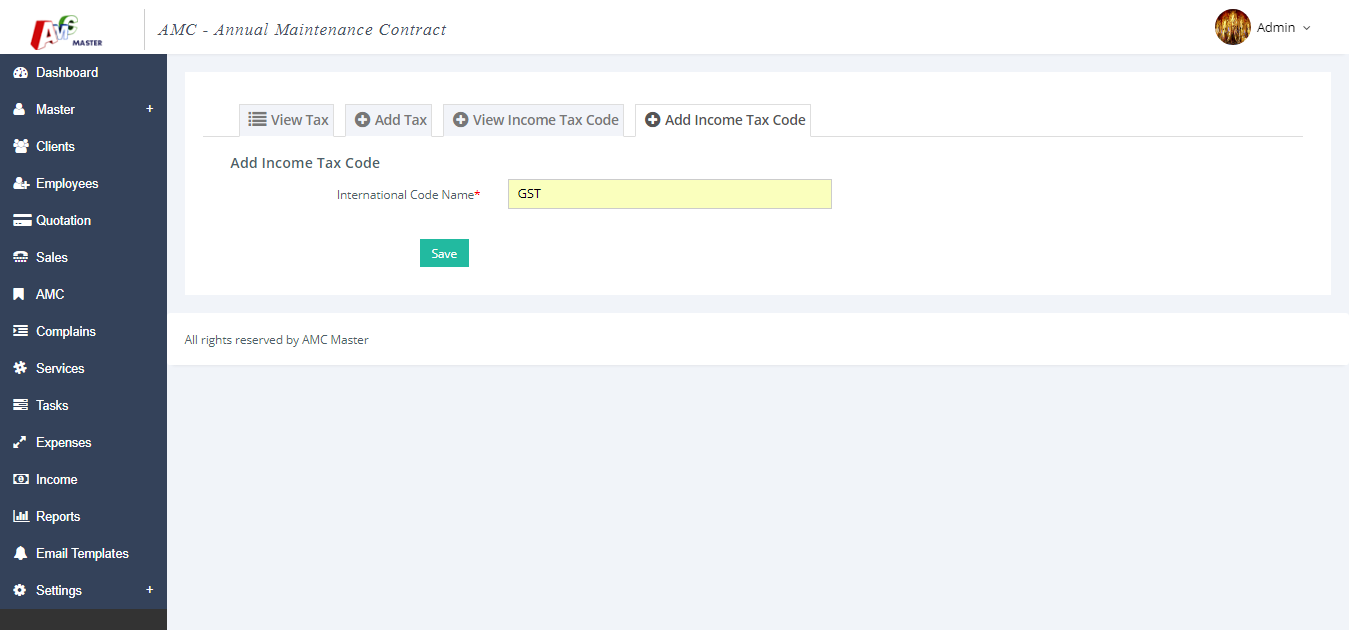 AMC MASTER
AMC - Annual Maintenance Contract
Admin
Dashboard
Master +
Clients
Employees
Quotation
Sales
AMC
Complains
Services
Tasks
Expenses
Income
Reports
Email Templates
Settings +
View Tax
Add Tax
View Income Tax Code
Add Income Tax Code
Add Income Tax Code
International Code Name*
GST
Save
All rights reserved by AMC Master